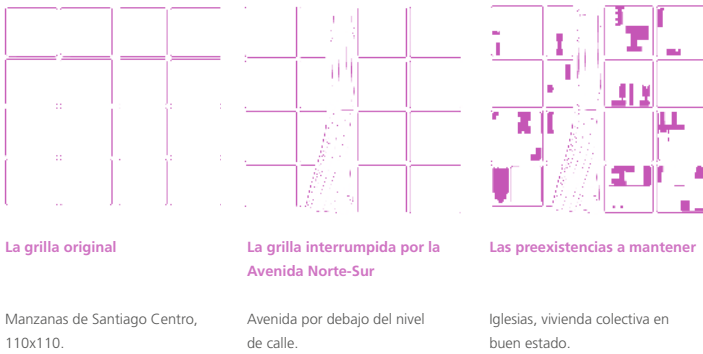 La grilla original
Manzanas de Santiago Centro,
110x110.
La grilla interrumpida por la
Avenida Norte-Sur
Avenida por debajo del nivel
de calle.
Las preexistencias a mantener
Iglesias, vivienda colectiva en
buen estado.